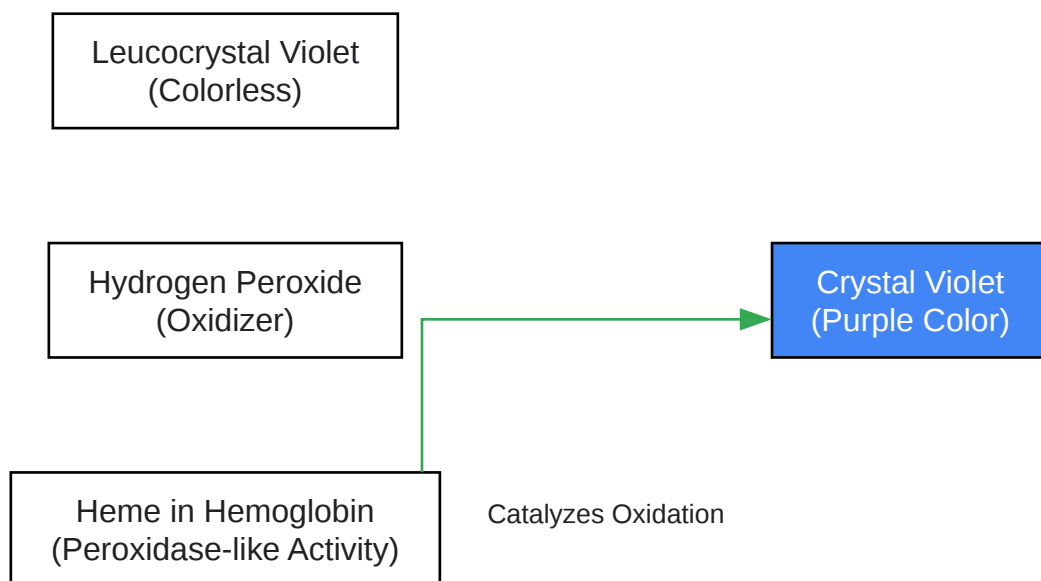 Leucocrystal Violet
(Colorless)
Hydrogen Peroxide
(Oxidizer)
Crystal Violet
(Purple Color)
Heme in Hemoglobin
(Peroxidase-like Activity)
Catalyzes Oxidation